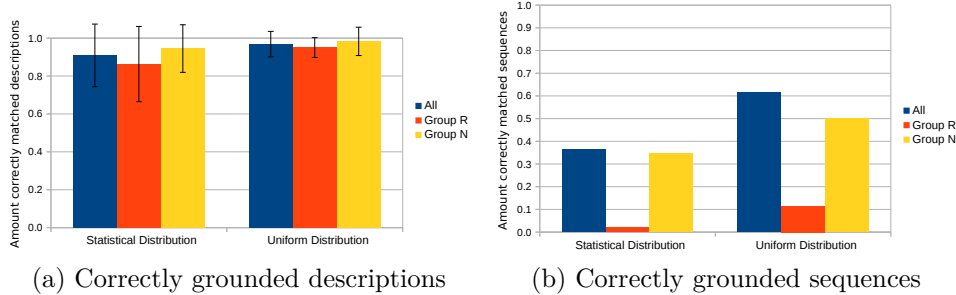 Amount correctly matched descriptions
1.0
0.8
0.6
0.4
0.2
0.0
Statistical Distribution
Uniform Distribution
All
Group R
Group N
(a) Correctly grounded descriptions
Amount correctly matched sequences
1.0
0.9
0.8
0.7
0.6
0.5
0.4
0.3
0.2
0.1
0.0
Statistical Distribution
Uniform Distribution
All
Group R
Group N
(b) Correctly grounded sequences